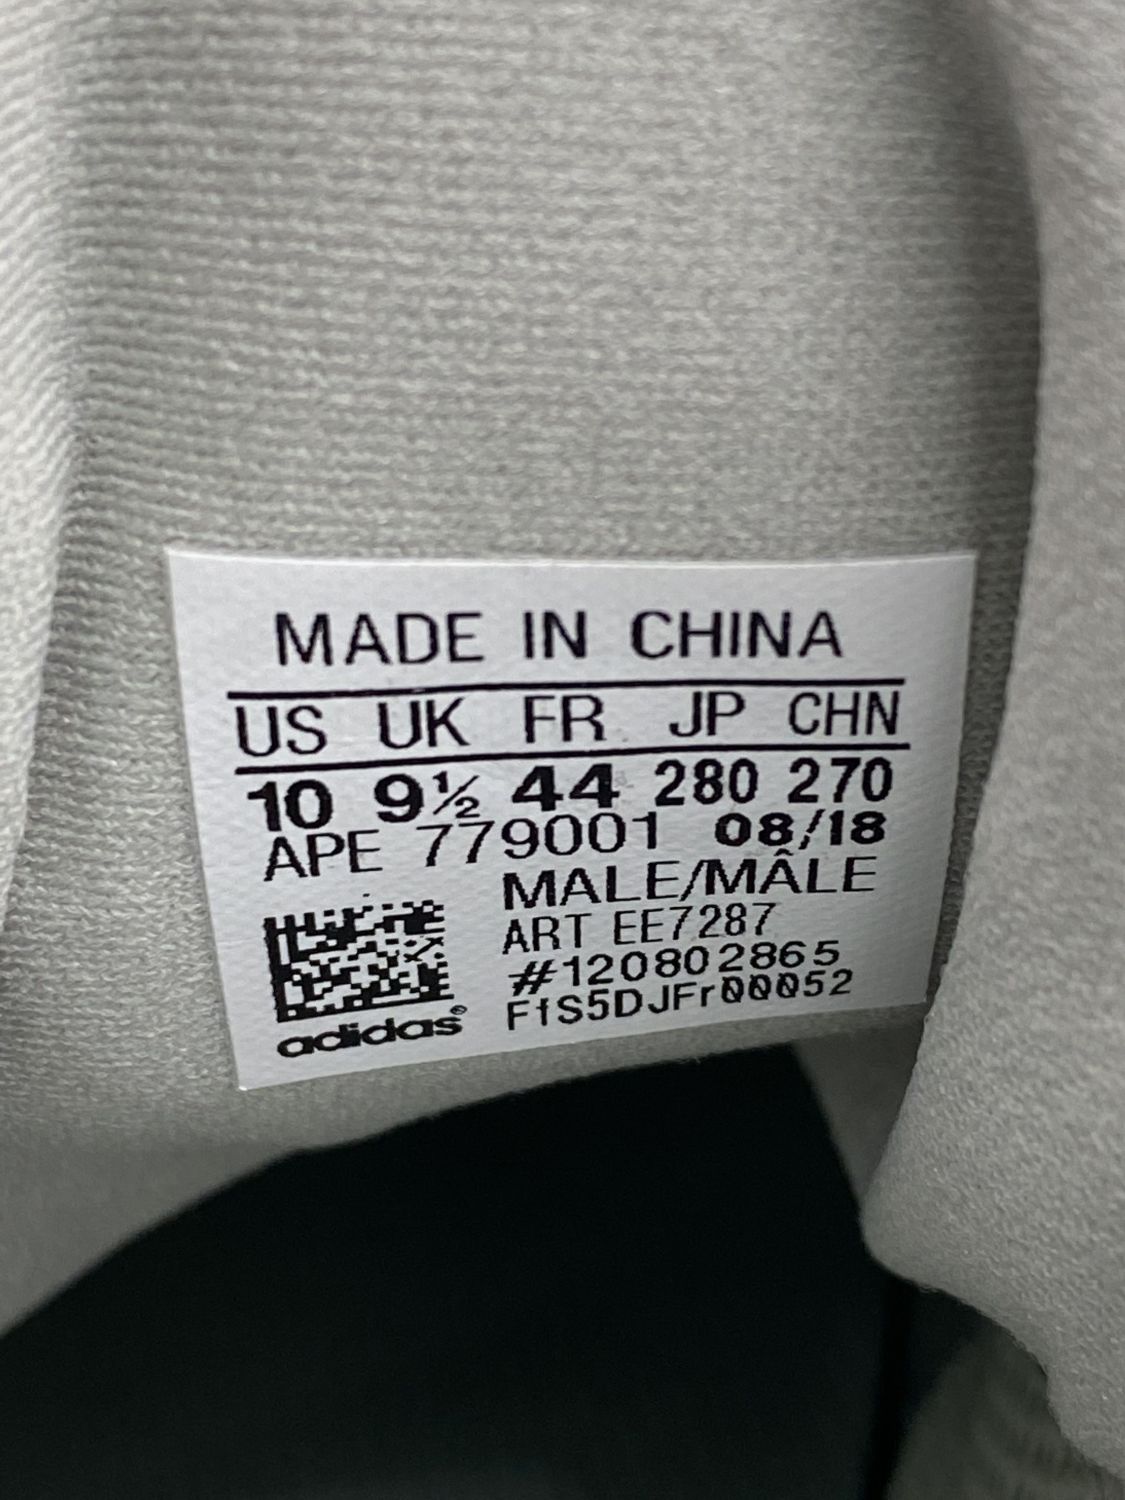 MADE IN CHINA
US UK FR JP CHN
10 9½ 44 280 270
APE 779001 08/18
MALE/MÂLE
ART EE7287
#120802865
F1S5DJFr00052
adidas®